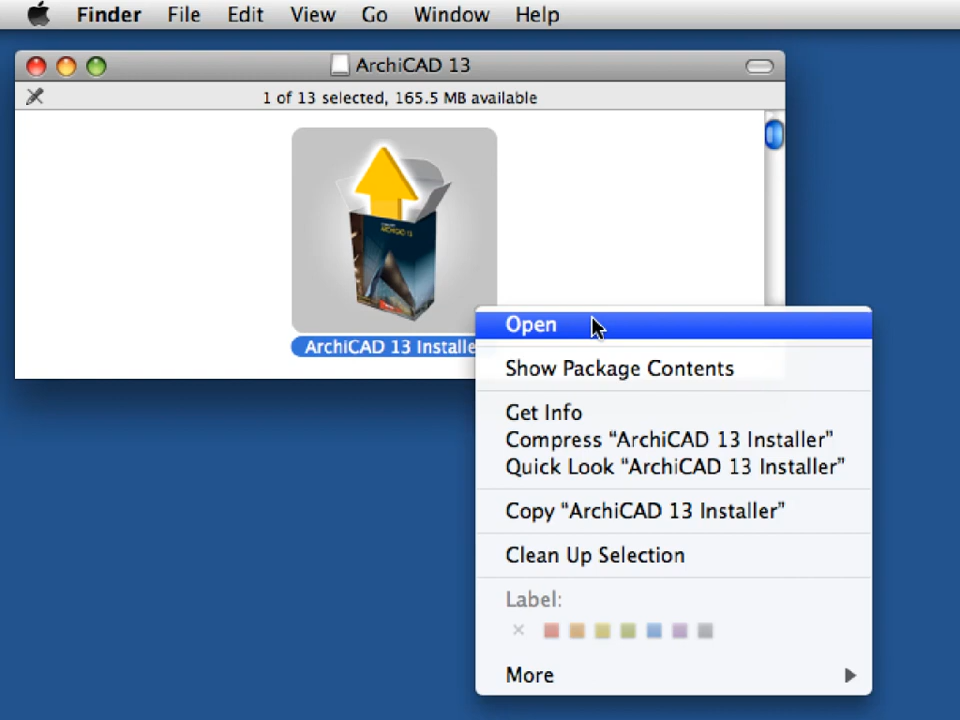 Finder File Edit View Go Window Help
ArchiCAD 13
1 of 13 selected, 165.5 MB available
ARCHICAD 13
ArchiCAD 13 Installe
Open
Show Package Contents
Get Info
Compress “ArchiCAD 13 Installer”
Quick Look “ArchiCAD 13 Installer”
Copy “ArchiCAD 13 Installer”
Clean Up Selection
Label:
More